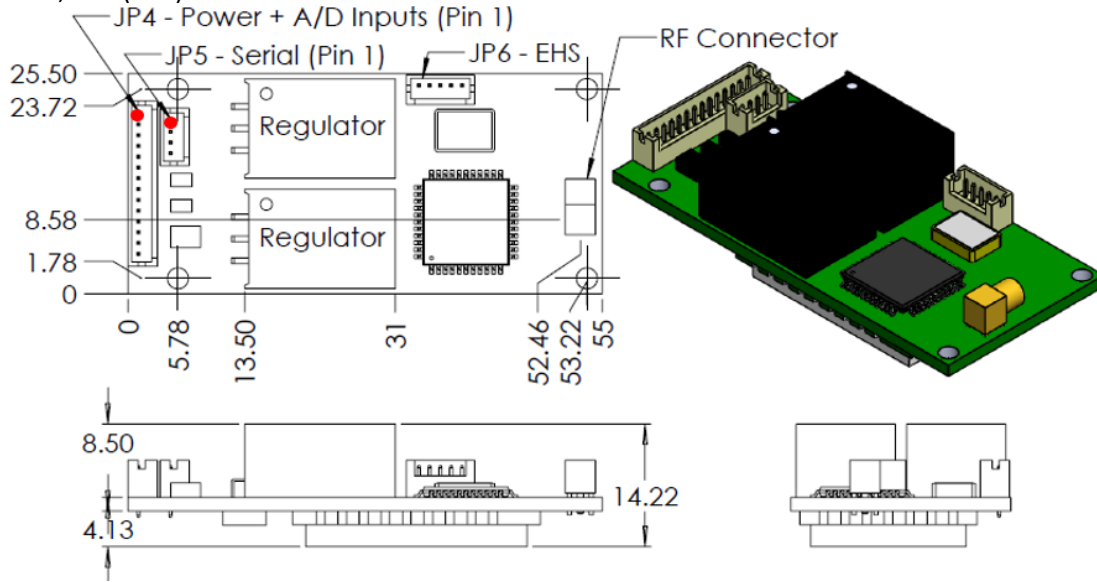 JP4 - Power + A/D Inputs (Pin 1)
JP5 - Serial (Pin 1)
JP6 - EHS
RF Connector
25.50
23.72
Regulator
8.58
Regulator
1.78
0
0
5.78
13.50
31
52.46
53.22
55
8.50
14.22
4.13